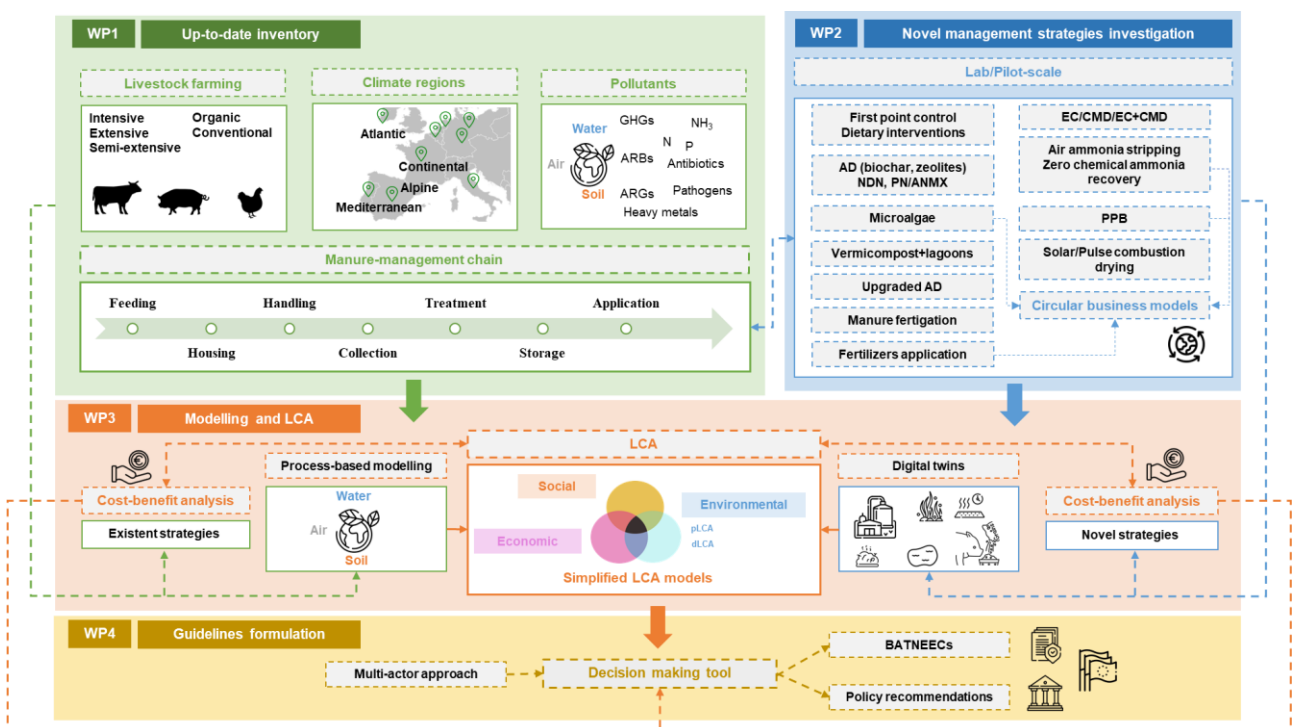 WP1
Up-to-date inventory
Livestock farming
Intensive
Extensive
Semi-extensive
Organic
Conventional
Climate regions
Atlantic
Continental
Alpine
Mediterranean
Pollutants
Water
Air
Soil
GHGs
NH3
N
P
ARBs
Antibiotics
ARGs
Pathogens
Heavy metals
Manure-management chain
Feeding
Handling
Treatment
Application
Housing
Collection
Storage
WP2
Novel management strategies investigation
Lab/Pilot-scale
First point control
Dietary interventions
AD (biochar, zeolites)
NDN, PN/ANMX
Microalgae
Vermicompost+lagoons
Upgraded AD
Manure fertigation
Fertilizers application
EC/CMD/EC+CMD
Air ammonia stripping
Zero chemical ammonia
recovery
PPB
Solar/Pulse combustion
drying
Circular business models
WP3
Modelling and LCA
Cost-benefit analysis
Existent strategies
Process-based modelling
Water
Air
Soil
LCA
Social
Environmental
pLCA
dLCA
Economic
Simplified LCA models
Digital twins
Cost-benefit analysis
Novel strategies
WP4
Guidelines formulation
Multi-actor approach
Decision making tool
BATNEECs
Policy recommendations